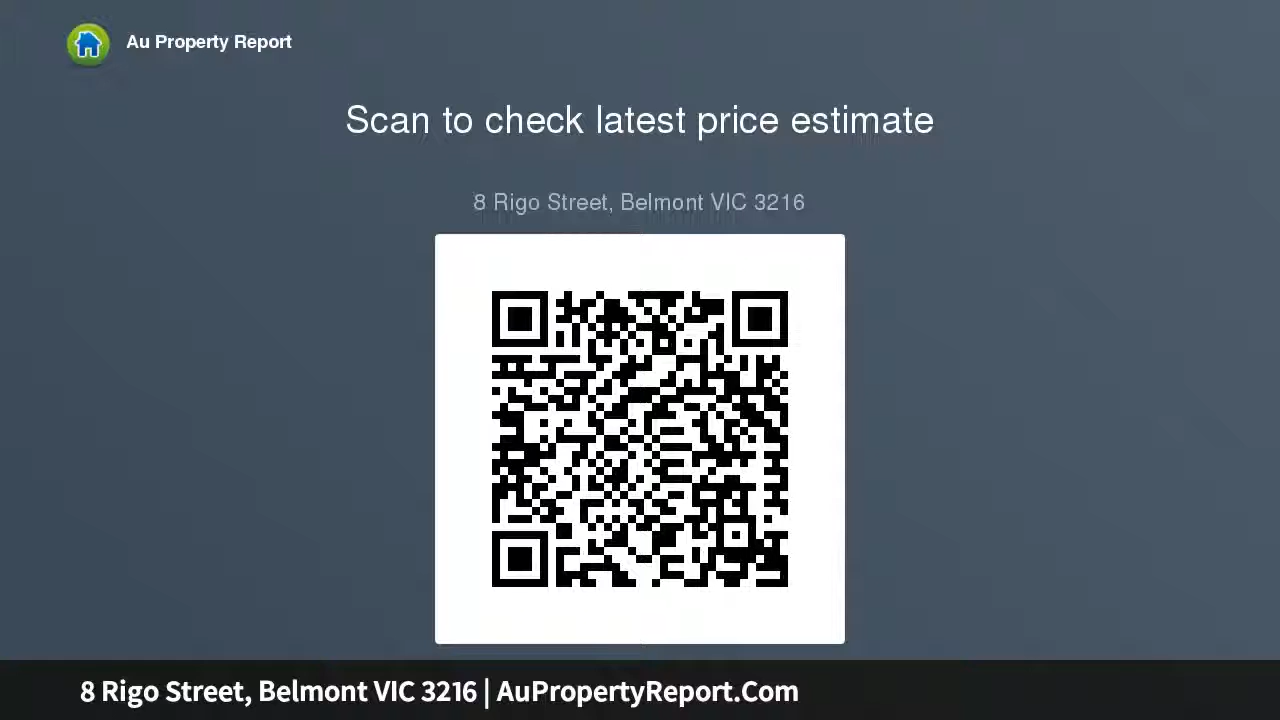 Au Property Report
Scan to check latest price estimate
8 Rigo Street, Belmont VIC 3216
8 Rigo Street, Belmont VIC 3216 | AuPropertyReport.Com